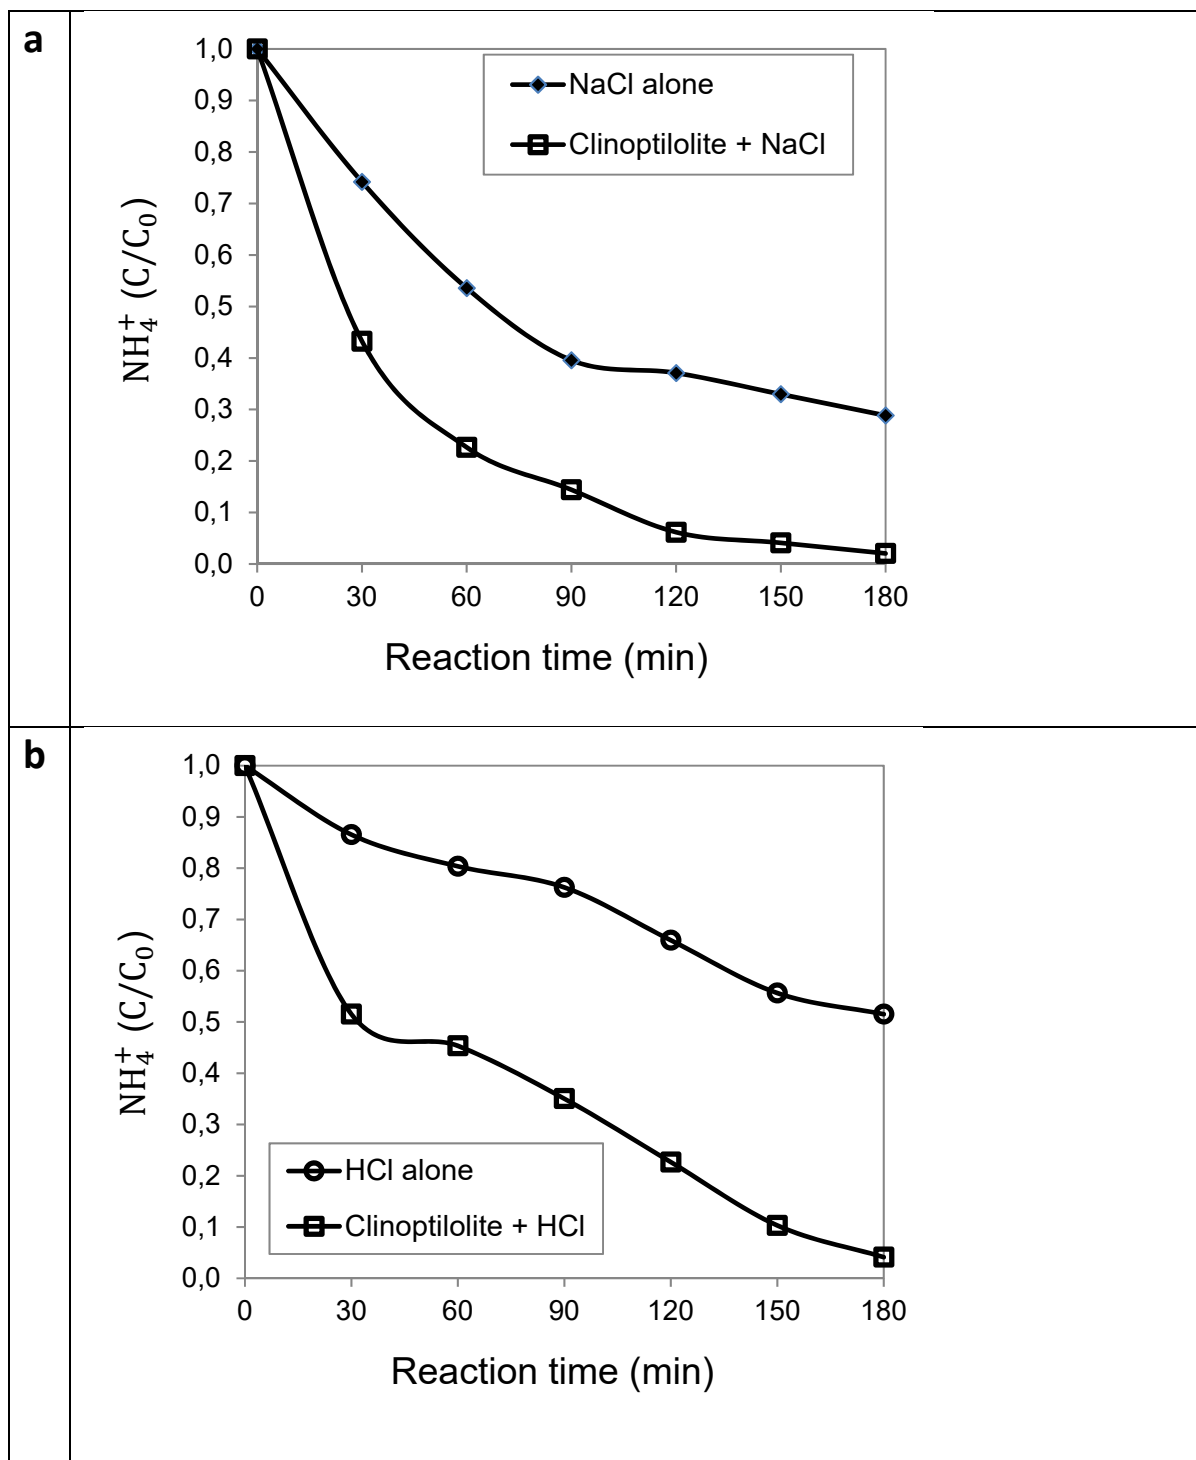 a
1,0
0,9
0,8
0,7
0,6
0,5
0,4
0,3
0,2
0,1
0,0
NH₄⁺ (C/C₀)
NaCl alone
Clinoptilolite + NaCl
0 30 60 90 120 150 180
Reaction time (min)
b
1,0
0,9
0,8
0,7
0,6
0,5
0,4
0,3
0,2
0,1
0,0
NH₄⁺ (C/C₀)
HCl alone
Clinoptilolite + HCl
0 30 60 90 120 150 180
Reaction time (min)